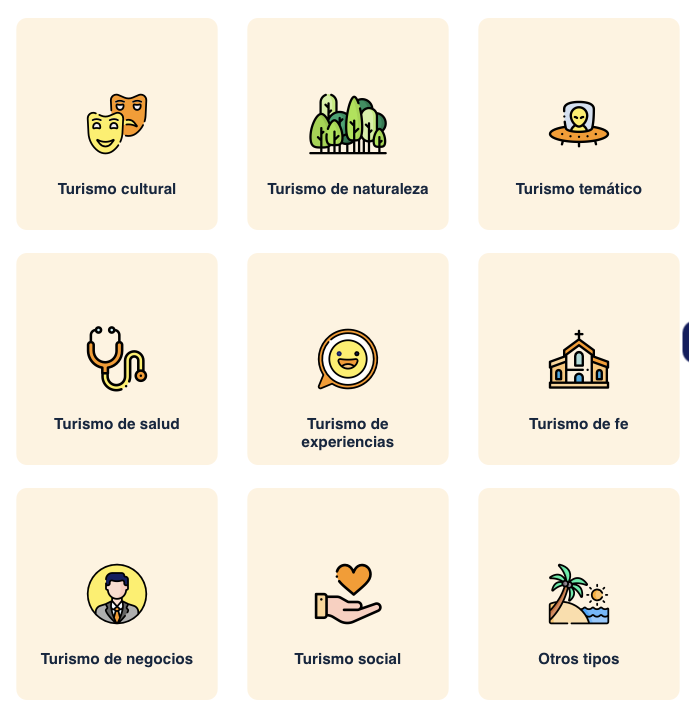 Turismo cultural
Turismo de naturaleza
Turismo temático
Turismo de salud
Turismo de
experiencias
Turismo de fe
Turismo de negocios
Turismo social
Otros tipos